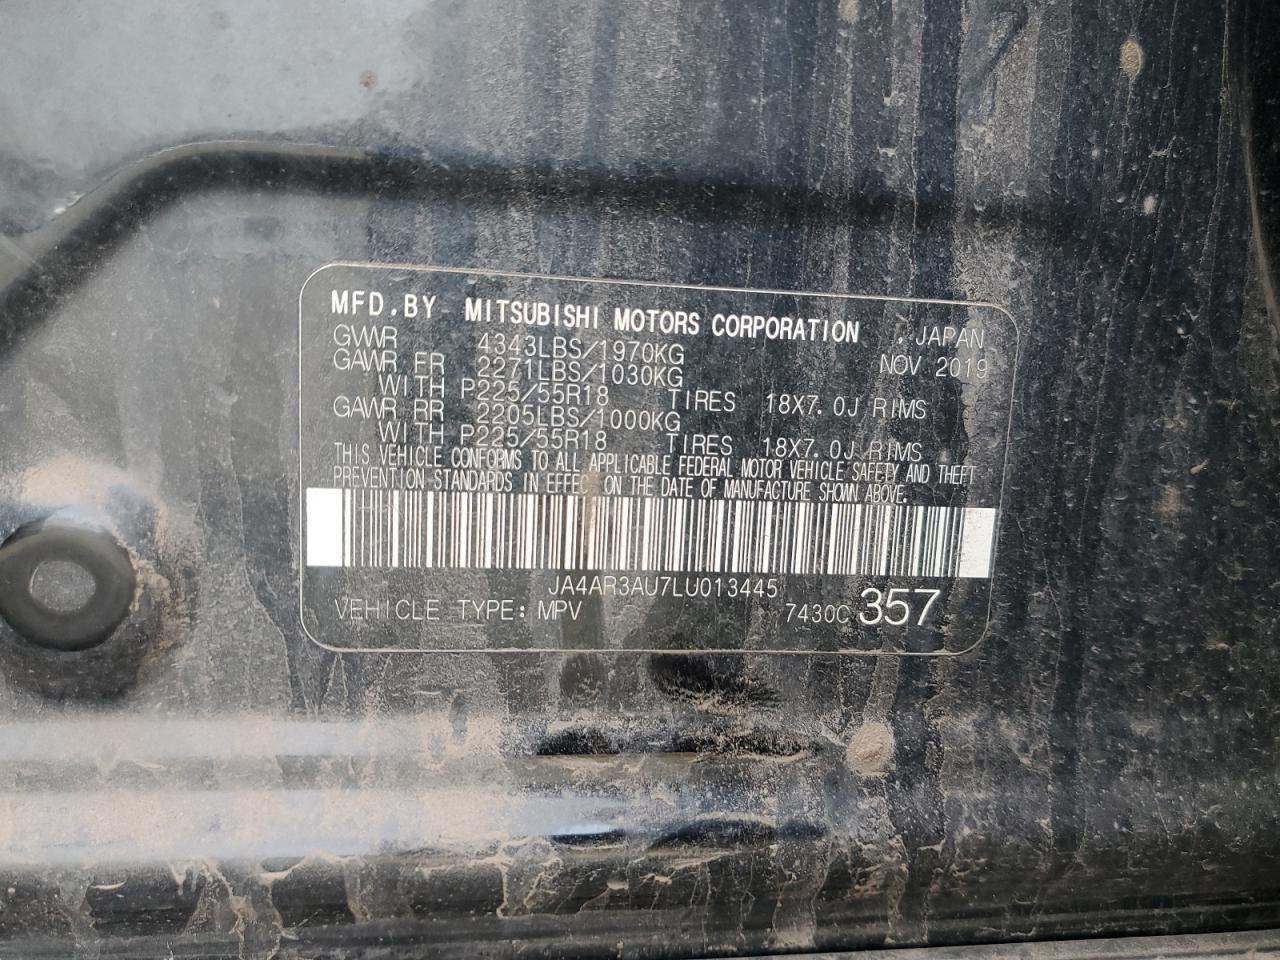 MFD.BY MITSUBISHI MOTORS CORPORATION , JAPAN
GVWR 4343LBS/1970KG NOV 2019
GAWR FR 2271LBS/1030KG
WITH P225/55R18 TIRES 18X7.0J RIMS
GAWR RR 2205LBS/1000KG
WITH P225/55R18 TIRES 18X7.0J RIMS
THIS VEHICLE CONFORMS TO ALL APPLICABLE FEDERAL MOTOR VEHICLE SAFETY AND THEFT
PREVENTION STANDARDS IN EFFECT ON THE DATE OF MANUFACTURE SHOWN ABOVE.
JA4AR3AU7LU013445
VEHICLE TYPE: MPV 7430C 357